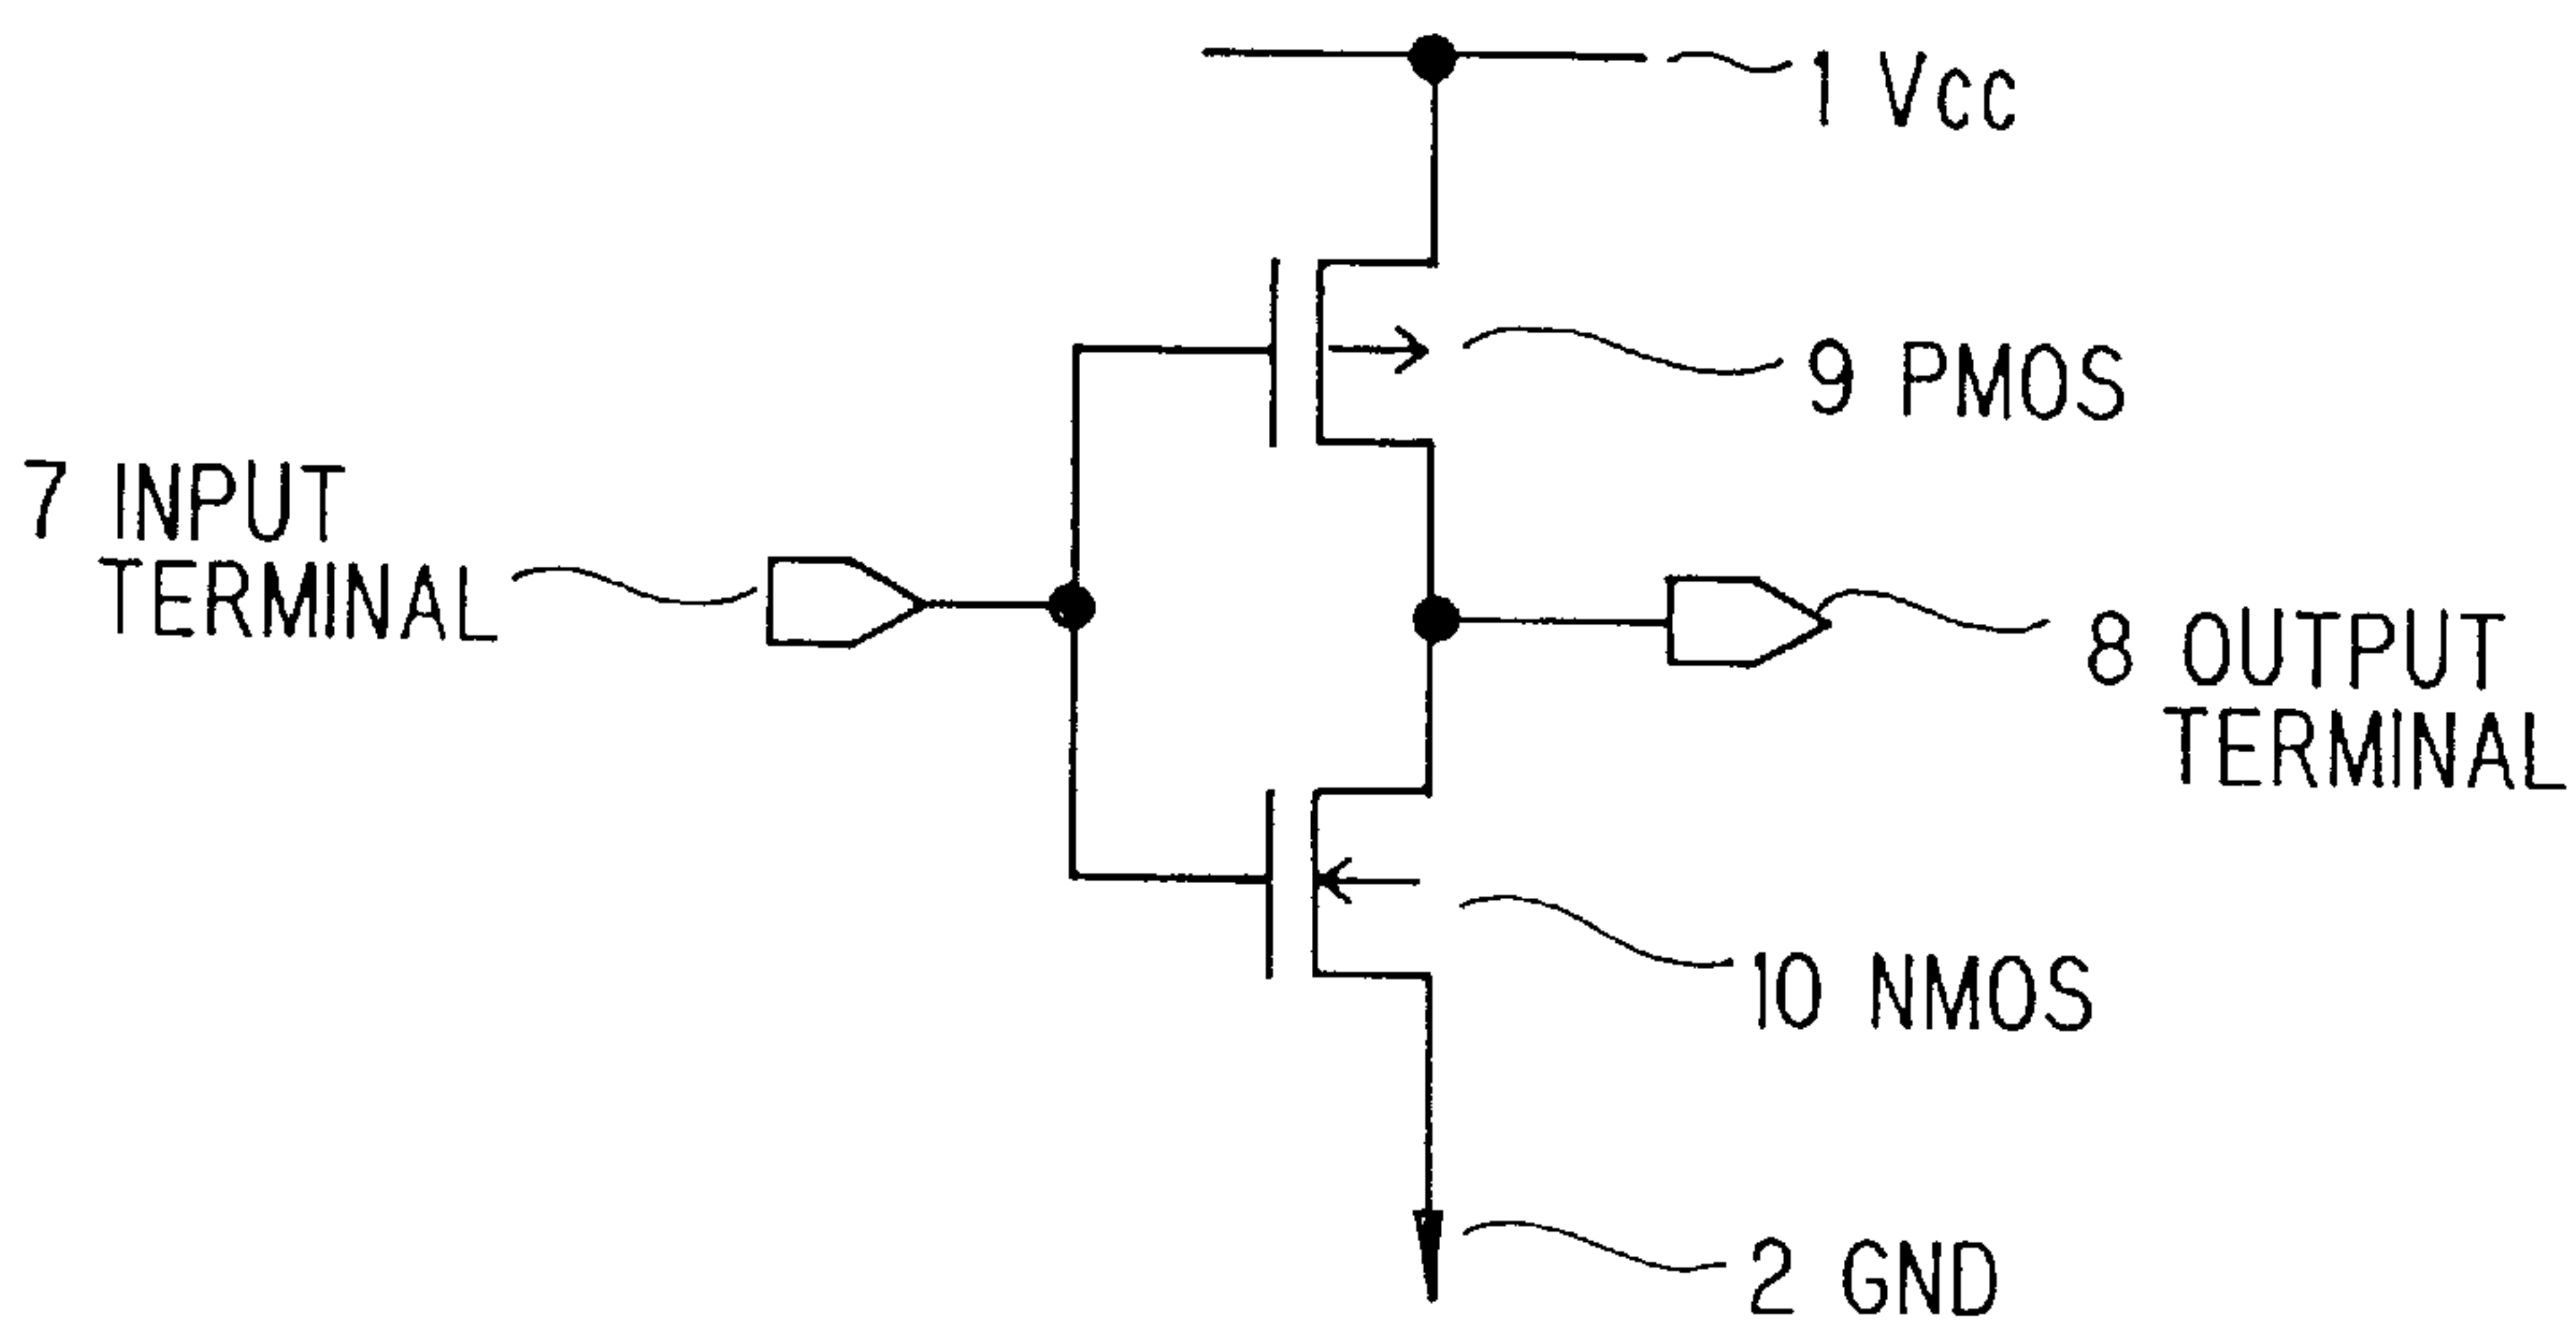 1 Vcc
9 PMOS
7 INPUT
TERMINAL
8 OUTPUT
TERMINAL
10 NMOS
2 GND